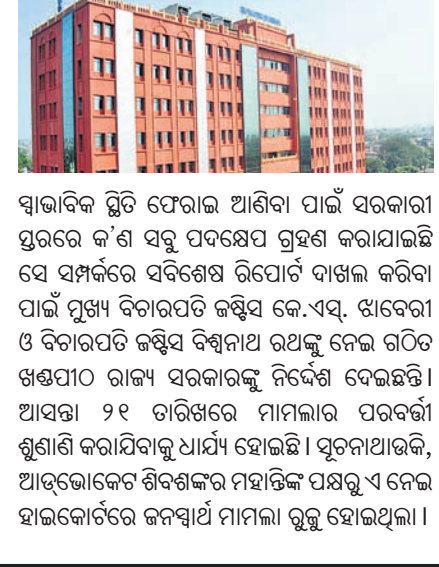 ସ୍ୱାଭାବିକ ସ୍ଥିତି ଫେରାଇ ଆଣିବା ପାଇଁ ସରକାରୀ
ସ୍ତରରେ କ'ଣ ସବୁ ପଦକ୍ଷେପ ଗ୍ରହଣ କରାଯାଇଛି
ସେ ସମ୍ପର୍କରେ ସବିଶେଷ ରିପୋର୍ଟ ଦାଖଲ କରିବା
ପାଇଁ ମୁଖ୍ୟ ବିଚାରପତି ଜଷ୍ଟିସ କେ.ଏସ୍. ଝାବେରୀ
ଓ ବିଚାରପତି ଜଷ୍ଟିସ ବିଶ୍ୱନାଥ ରଥଙ୍କୁ ନେଇ ଗଠିତ
ଖଣ୍ଡପୀଠ ରାଜ୍ୟ ସରକାରଙ୍କୁ ନିର୍ଦ୍ଦେଶ ଦେଇଛନ୍ତି।
ଆସନ୍ତା ୨୧ ତାରିଖରେ ମାମଲାର ପରବର୍ତ୍ତୀ
ଶୁଣାଣି କରାଯିବାକୁ ଧାର୍ଯ୍ୟ ହୋଇଛି। ସୂଚନାଥାଉକି,
ଆଡ୍‌ଭୋକେଟ ଶିବଶଙ୍କର ମହାନ୍ତିଙ୍କ ପକ୍ଷରୁ ଏ ନେଇ
ହାଇକୋର୍ଟରେ ଜନସ୍ୱାର୍ଥ ମାମଲା ରୁଜୁ ହୋଇଥିଲା।